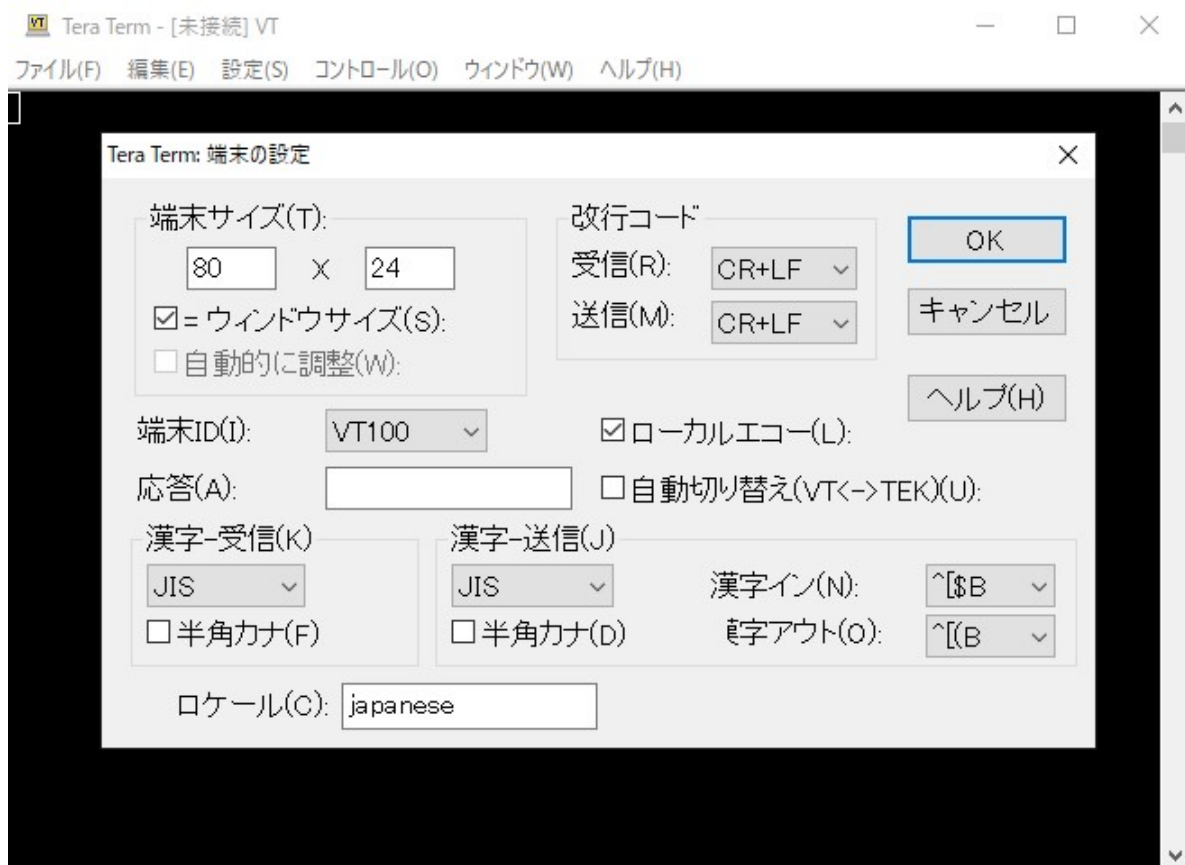 Tera Term - [未接続] VT
ファイル(F) 編集(E) 設定(S) コントロール(O) ウィンドウ(W) ヘルプ(H)
Tera Term: 端末の設定
端末サイズ(T):
80 X 24
= ウィンドウサイズ(S):
自動的に調整(W):
改行コード
受信(R): CR+LF
送信(M): CR+LF
OK
キャンセル
ヘルプ(H)
端末ID(I): VT100
ローカルエコー(L):
応答(A):
自動切り替え(VT<->TEK)(U):
漢字-受信(K)
JIS
半角カナ(F)
漢字-送信(J)
JIS
半角カナ(D)
漢字イン(N): ^[$B
字アウト(O): ^[(B
ロケール(C): japanese